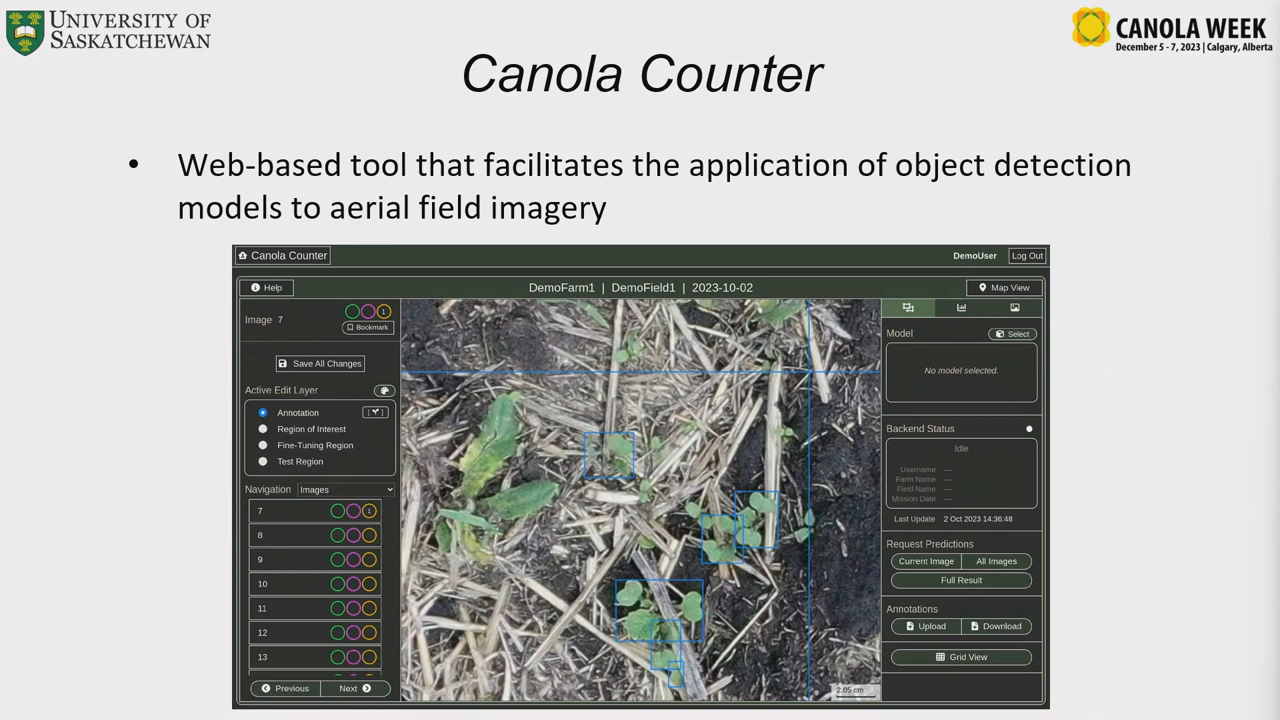 UNIVERSITY OF
SASKATCHEWAN
CANOLA WEEK
December 5 - 7, 2023 | Calgary, Alberta
Canola Counter
• Web-based tool that facilitates the application of object detection
models to aerial field imagery
Canola Counter
DemoUser
Log Out
Help
DemoFarm1 | DemoField1 | 2023-10-02
Map View
Image 7
1
Bookmark
Save All Changes
Active Edit Layer
Annotation
Region of Interest
Fine-Tuning Region
Test Region
Navigation
Images
7
1
8
9
10
11
12
13
Previous
Next
2.05 cm
Model
Select
No model selected.
Backend Status
Idle
Username ---
Farm Name ---
Field Name ---
Mission Date ---
Last Update 2 Oct 2023 14:36:48
Request Predictions
Current Image
All Images
Full Result
Annotations
Upload
Download
Grid View